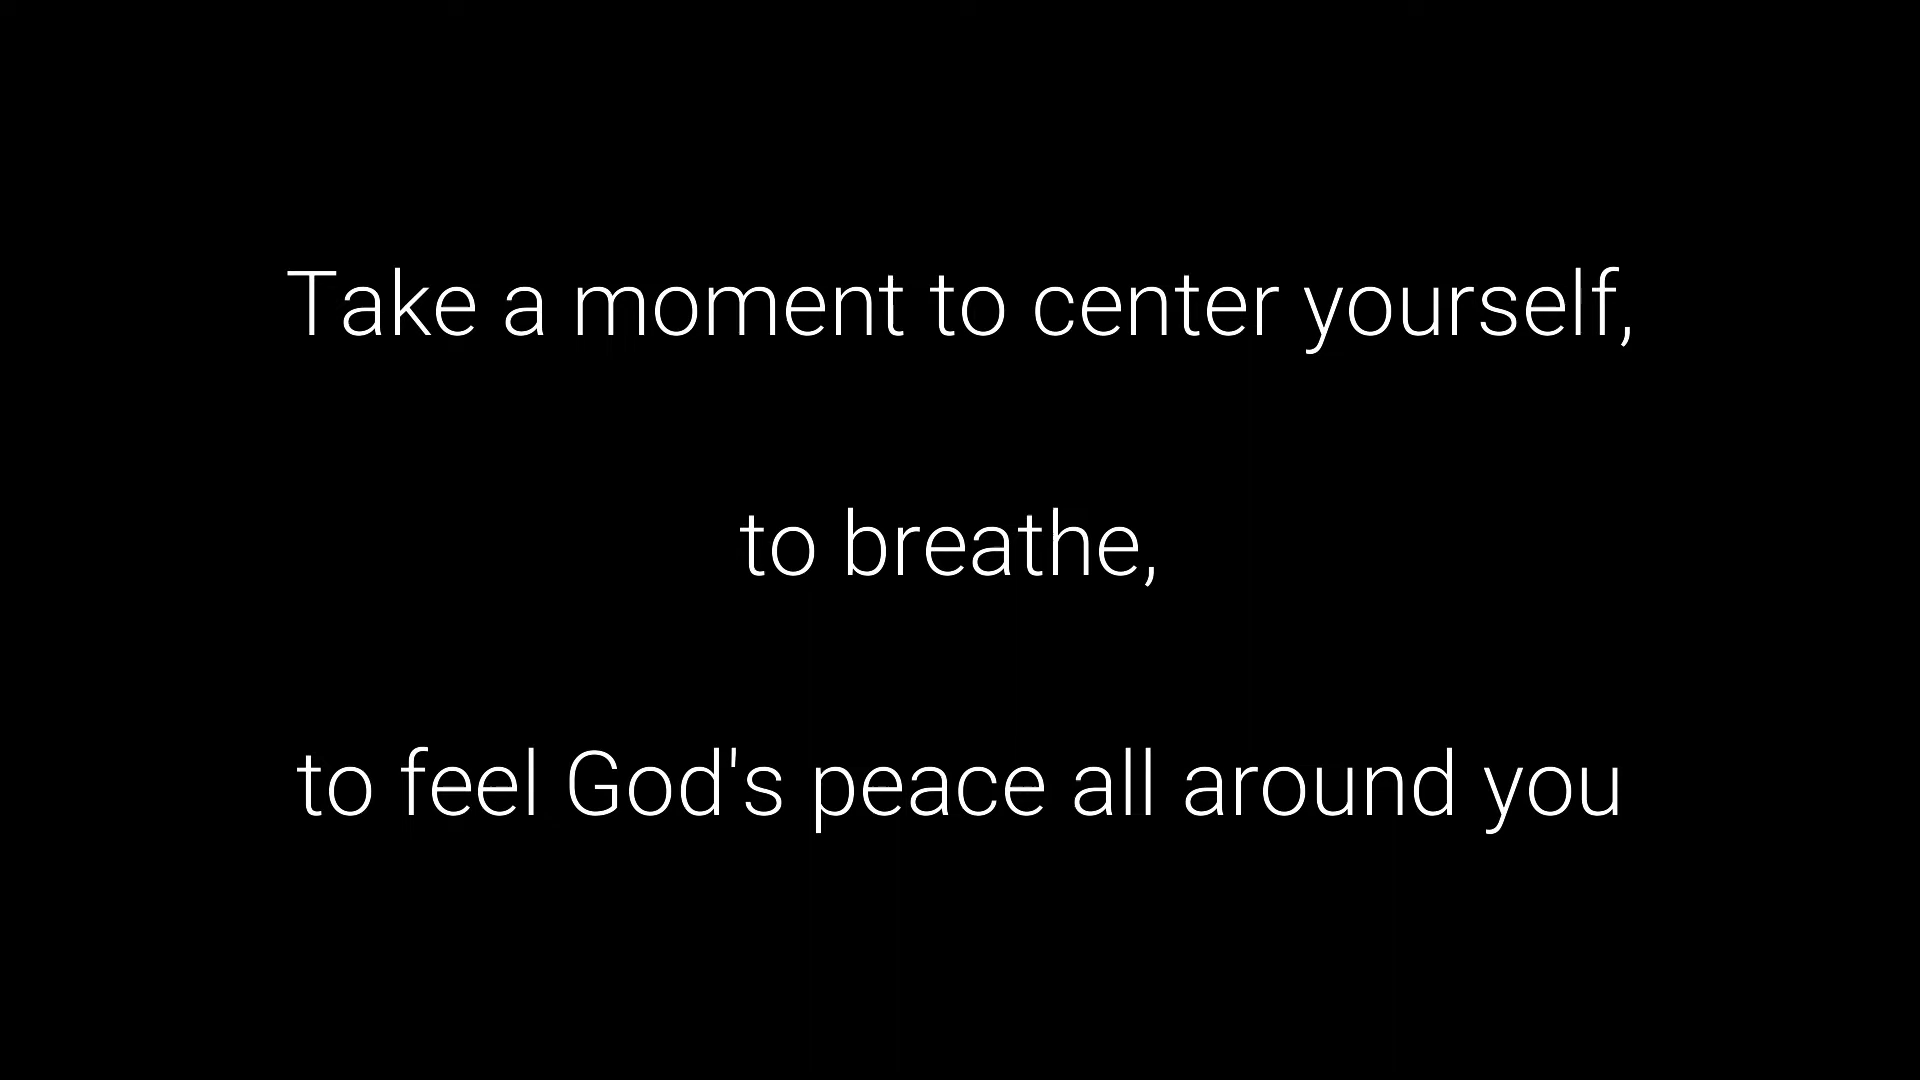 Take a moment to center yourself,
to breathe,
to feel God's peace all around you